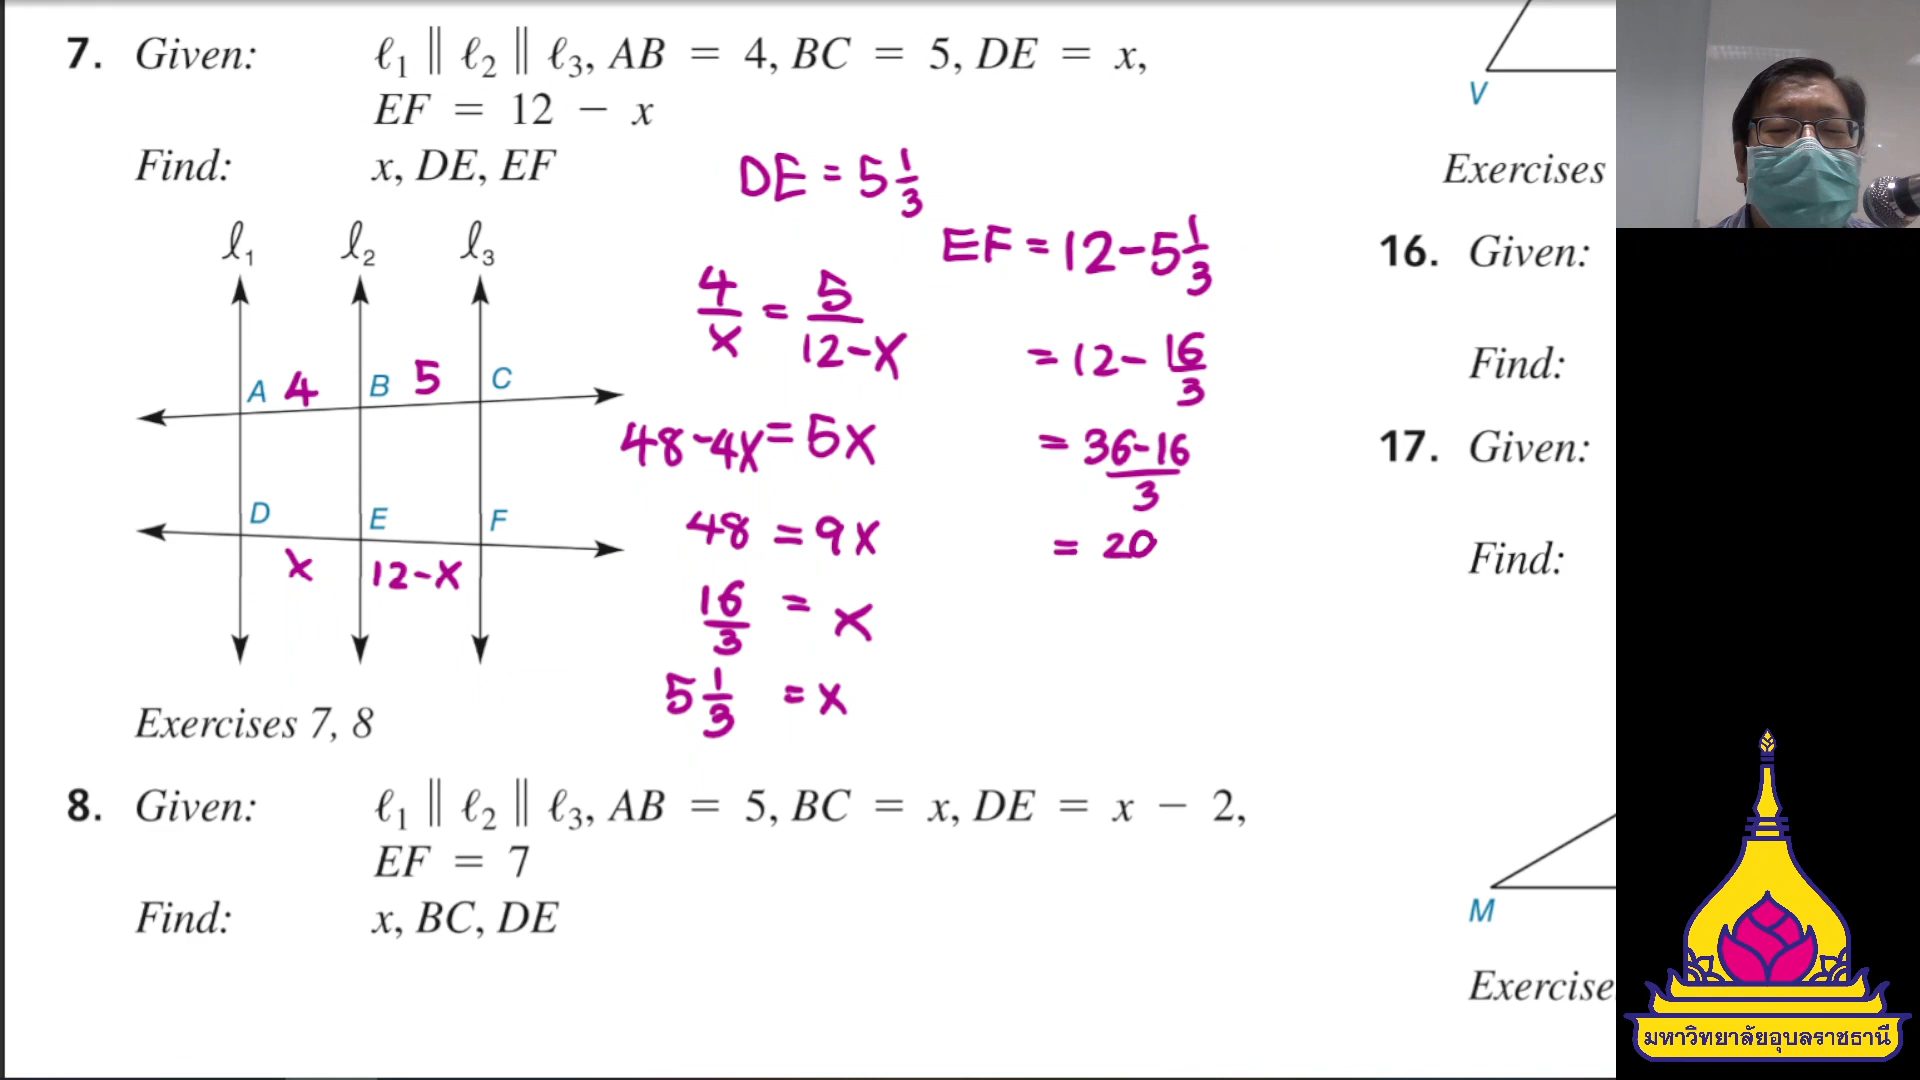 7. Given: ℓ₁ ∥ ℓ₂ ∥ ℓ₃, AB = 4, BC = 5, DE = x,
EF = 12 − x
Find: x, DE, EF
DE = 5 1/3
ℓ₁ ℓ₂ ℓ₃
A 4 B 5 C
D E F
x 12-x
4/x = 5/(12-x)
48-4x = 5x
48 = 9x
16/3 = x
5 1/3 = x
EF = 12 - 5 1/3
= 12 - 16/3
= (36-16)/3
= 20
Exercises 7, 8
8. Given: ℓ₁ ∥ ℓ₂ ∥ ℓ₃, AB = 5, BC = x, DE = x − 2,
EF = 7
Find: x, BC, DE
V
Exercises
16. Given:
Find:
17. Given:
Find:
M
Exercise
มหาวิทยาลัยอุบลราชธานี